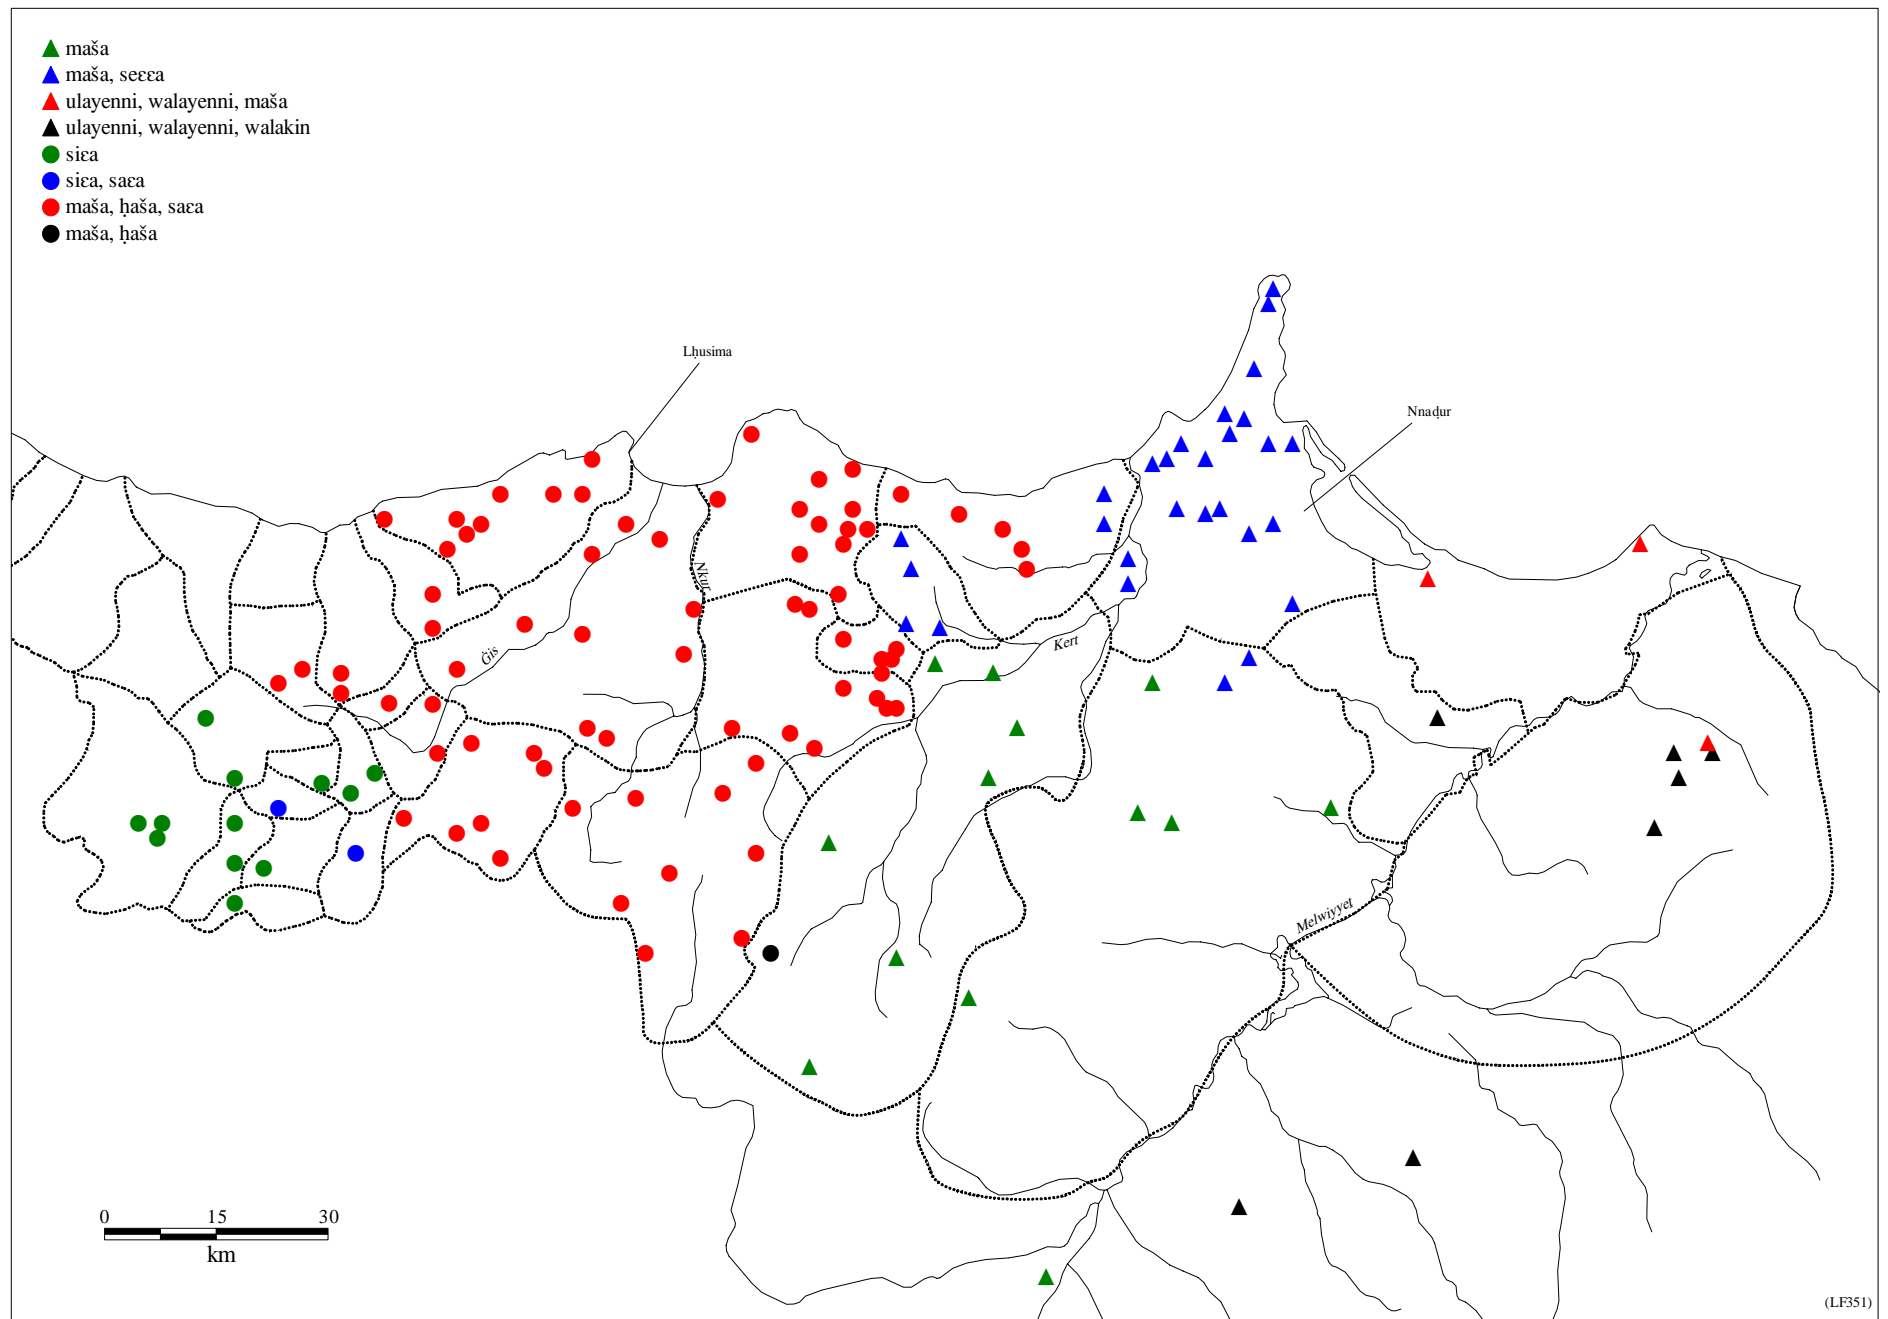 maša
maša, seɛɛa
ulayenni, walayenni, maša
ulayenni, walayenni, walakin
siɛa
siɛa, saɛa
maša, ḥaša, saɛa
maša, ḥaša
Lḥusima
Nnaḍur
Nkur
Ġis
Kert
Melwiyyet
0 15 30
km
(LF351)